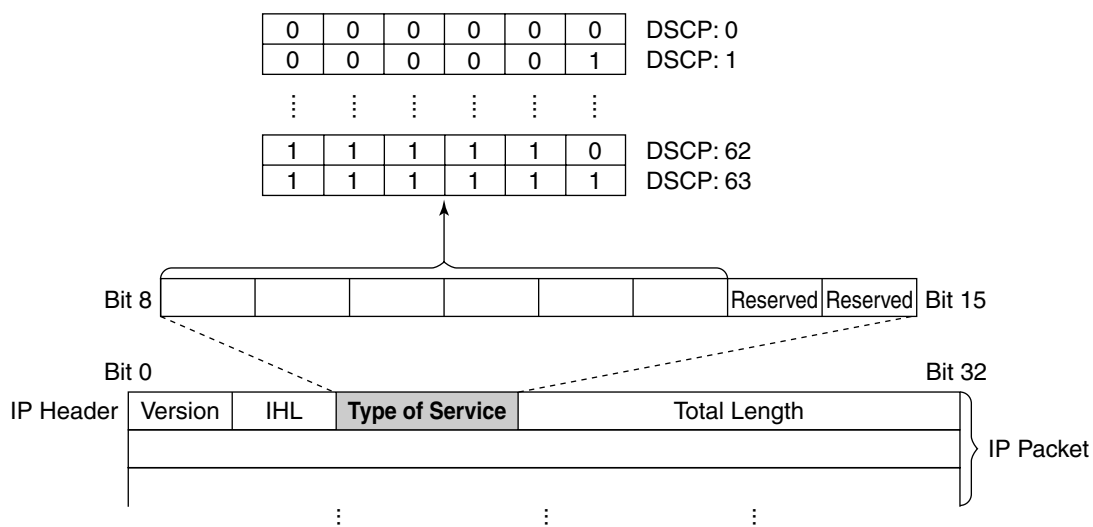 0 0 0 0 0 0 DSCP: 0
0 0 0 0 0 1 DSCP: 1
1 1 1 1 1 0 DSCP: 62
1 1 1 1 1 1 DSCP: 63
Bit 8 Reserved Reserved Bit 15
Bit 0 Bit 32
IP Header Version IHL Type of Service Total Length
IP Packet